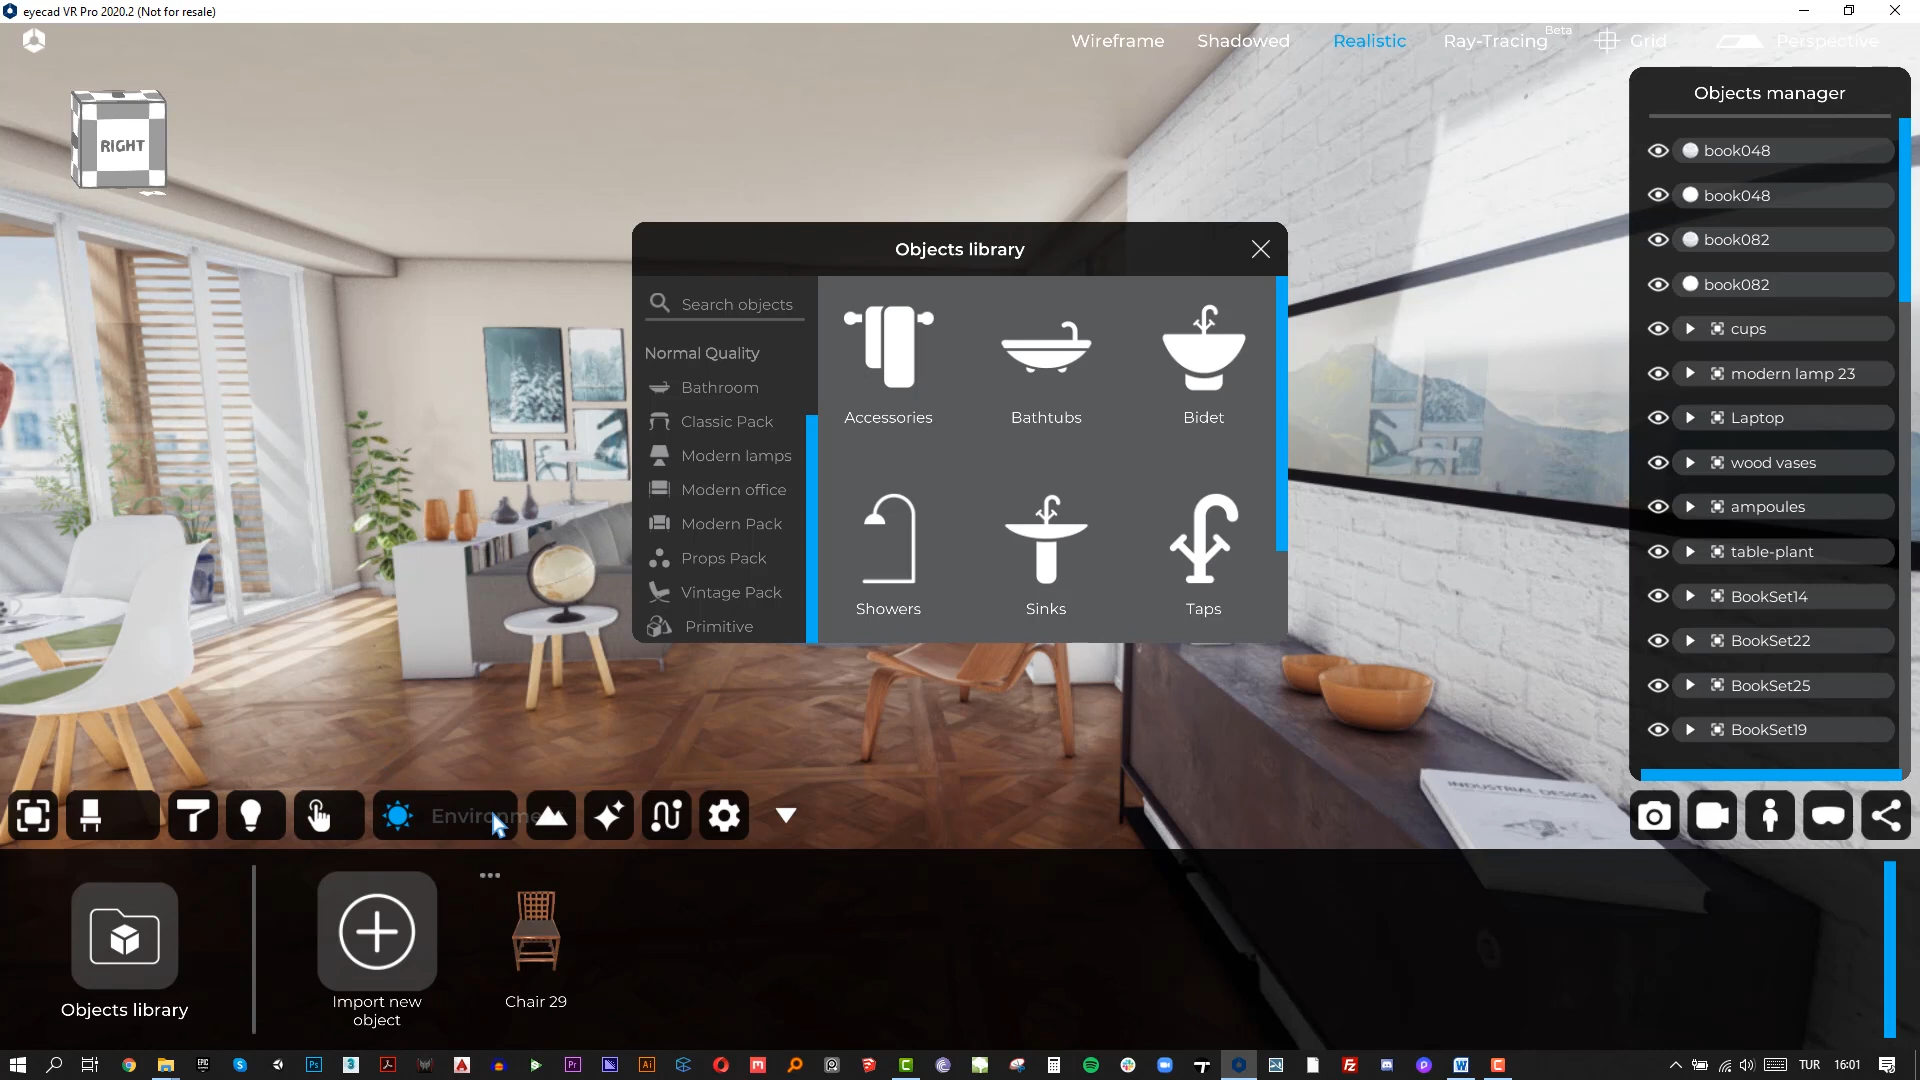 eyecad VR Pro 2020.2 (Not for resale)
Wireframe
Shadowed
Realistic
Ray-Tracing
Beta
Grid
Perspective
RIGHT
Objects manager
book048
book048
book082
book082
cups
modern lamp 23
Laptop
wood vases
ampoules
table-plant
BookSet14
BookSet22
BookSet25
BookSet19
Objects library
Search objects
Normal Quality
Bathroom
Classic Pack
Modern lamps
Modern office
Modern Pack
Props Pack
Vintage Pack
Primitive
Accessories
Bathtubs
Bidet
Showers
Sinks
Taps
INDUSTRIAL DESIGN
Environme
Objects library
Import new
object
Chair 29
TUR
16:01